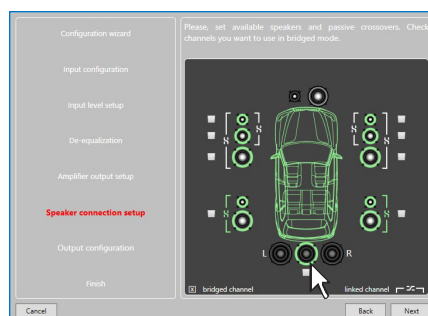 Configuration wizard
Input configuration
Input level setup
De-equalization
Amplifier output setup
Speaker connection setup
Output configuration
Finish
Please, set available speakers and passive crossovers. Check
channels you want to use in bridged mode.
L R
x bridged channel linked channel
Cancel Back Next